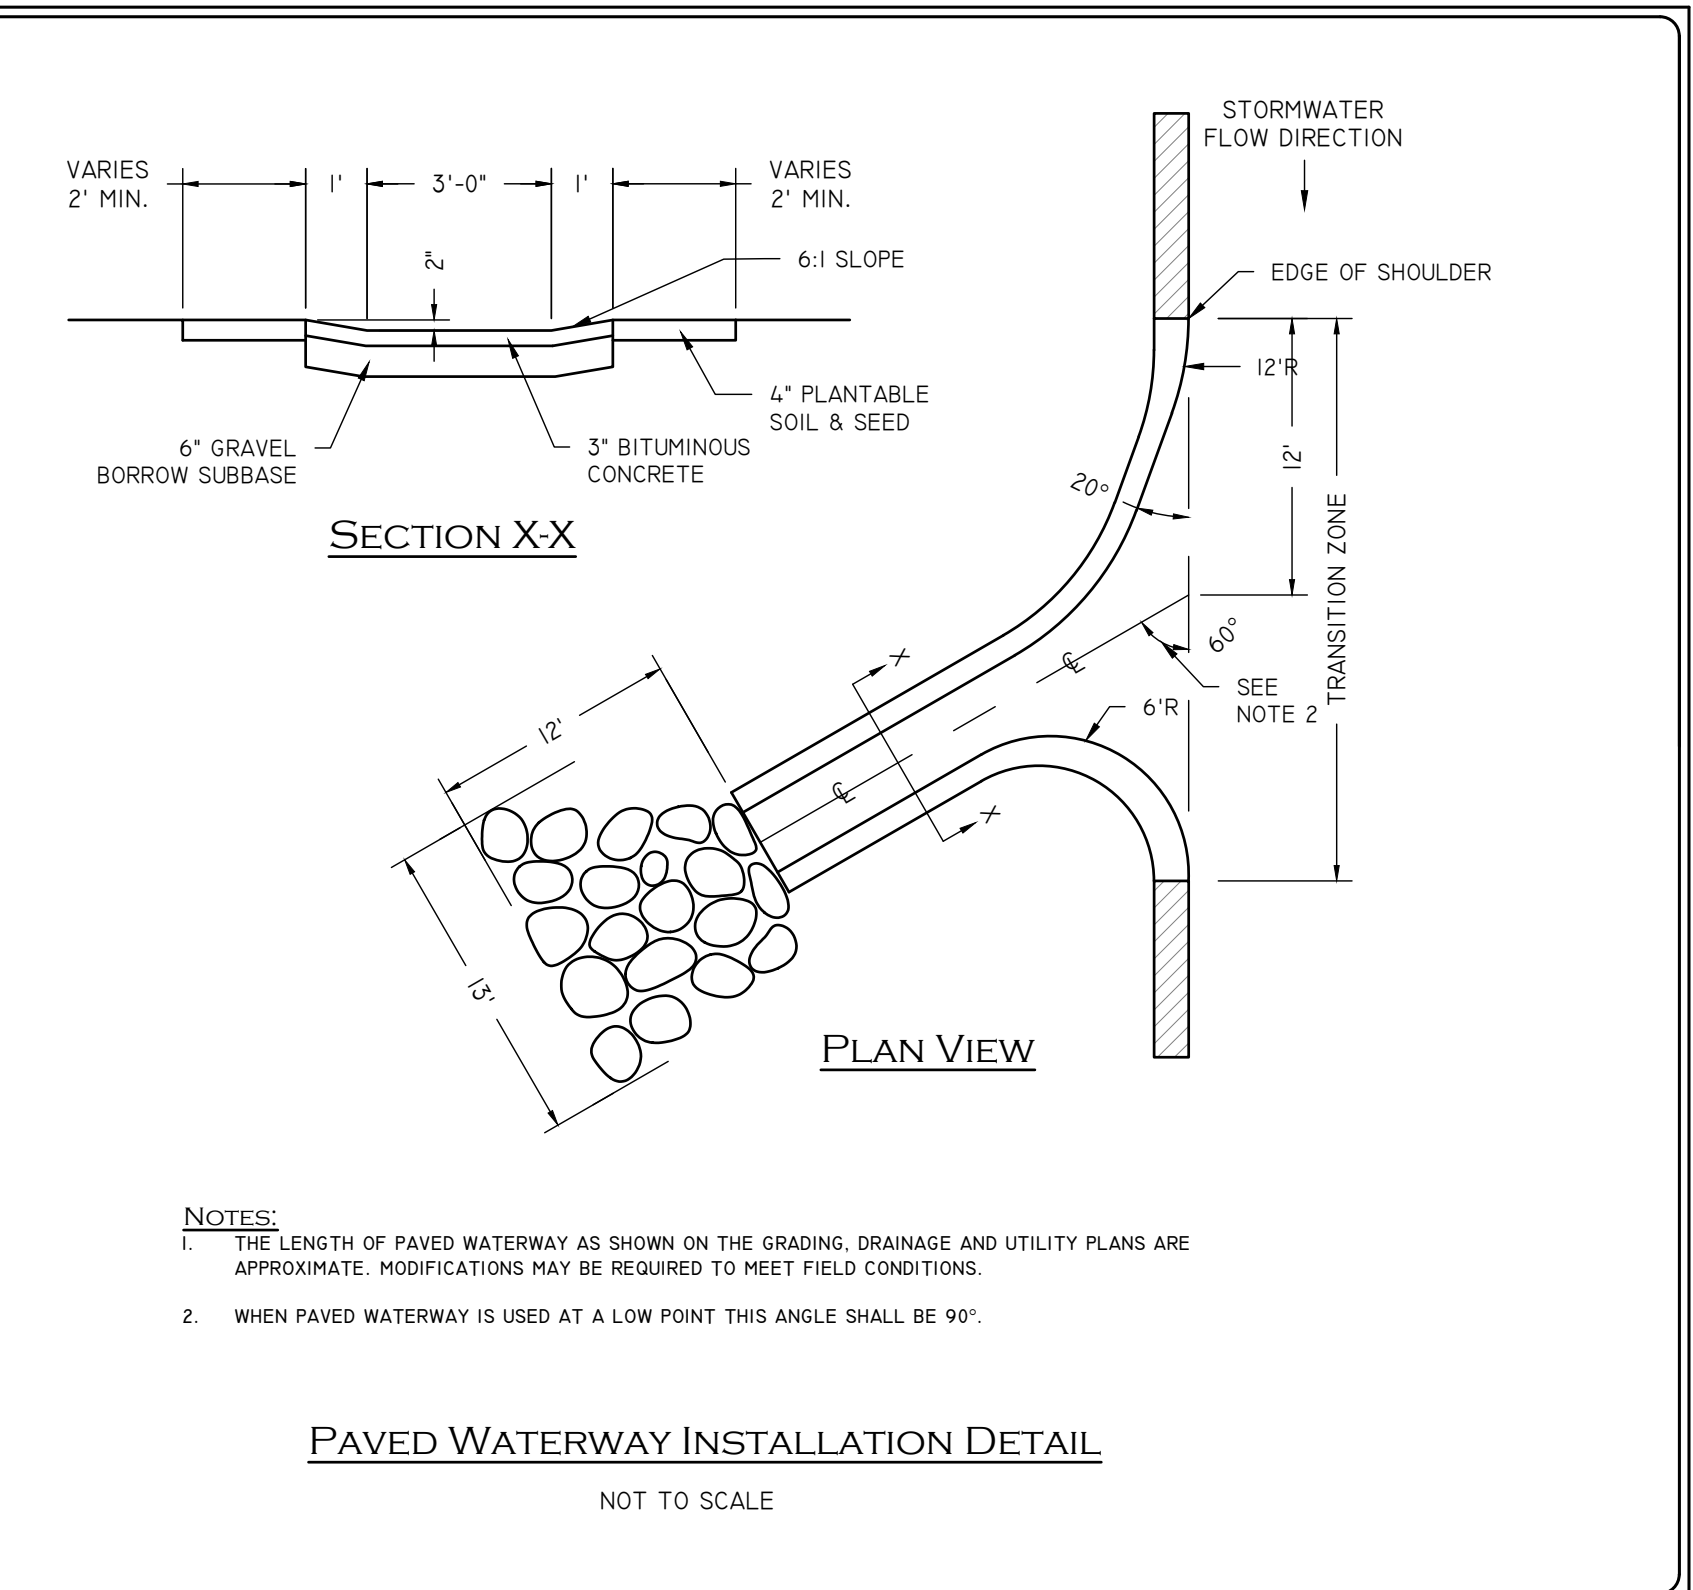 STORMWATER
FLOW DIRECTION
VARIES
2' MIN.
1'
3'-0"
1'
VARIES
2' MIN.
2"
6:1 SLOPE
EDGE OF SHOULDER
12'R
4" PLANTABLE
SOIL & SEED
6" GRAVEL
BORROW SUBBASE
3" BITUMINOUS
CONCRETE
SECTION X-X
12'
20°
TRANSITION ZONE
60°
SEE
NOTE 2
6'R
℄
X
12'
℄
X
13'
PLAN VIEW
NOTES:
1. THE LENGTH OF PAVED WATERWAY AS SHOWN ON THE GRADING, DRAINAGE AND UTILITY PLANS ARE
APPROXIMATE. MODIFICATIONS MAY BE REQUIRED TO MEET FIELD CONDITIONS.
2. WHEN PAVED WATERWAY IS USED AT A LOW POINT THIS ANGLE SHALL BE 90°.
PAVED WATERWAY INSTALLATION DETAIL
NOT TO SCALE